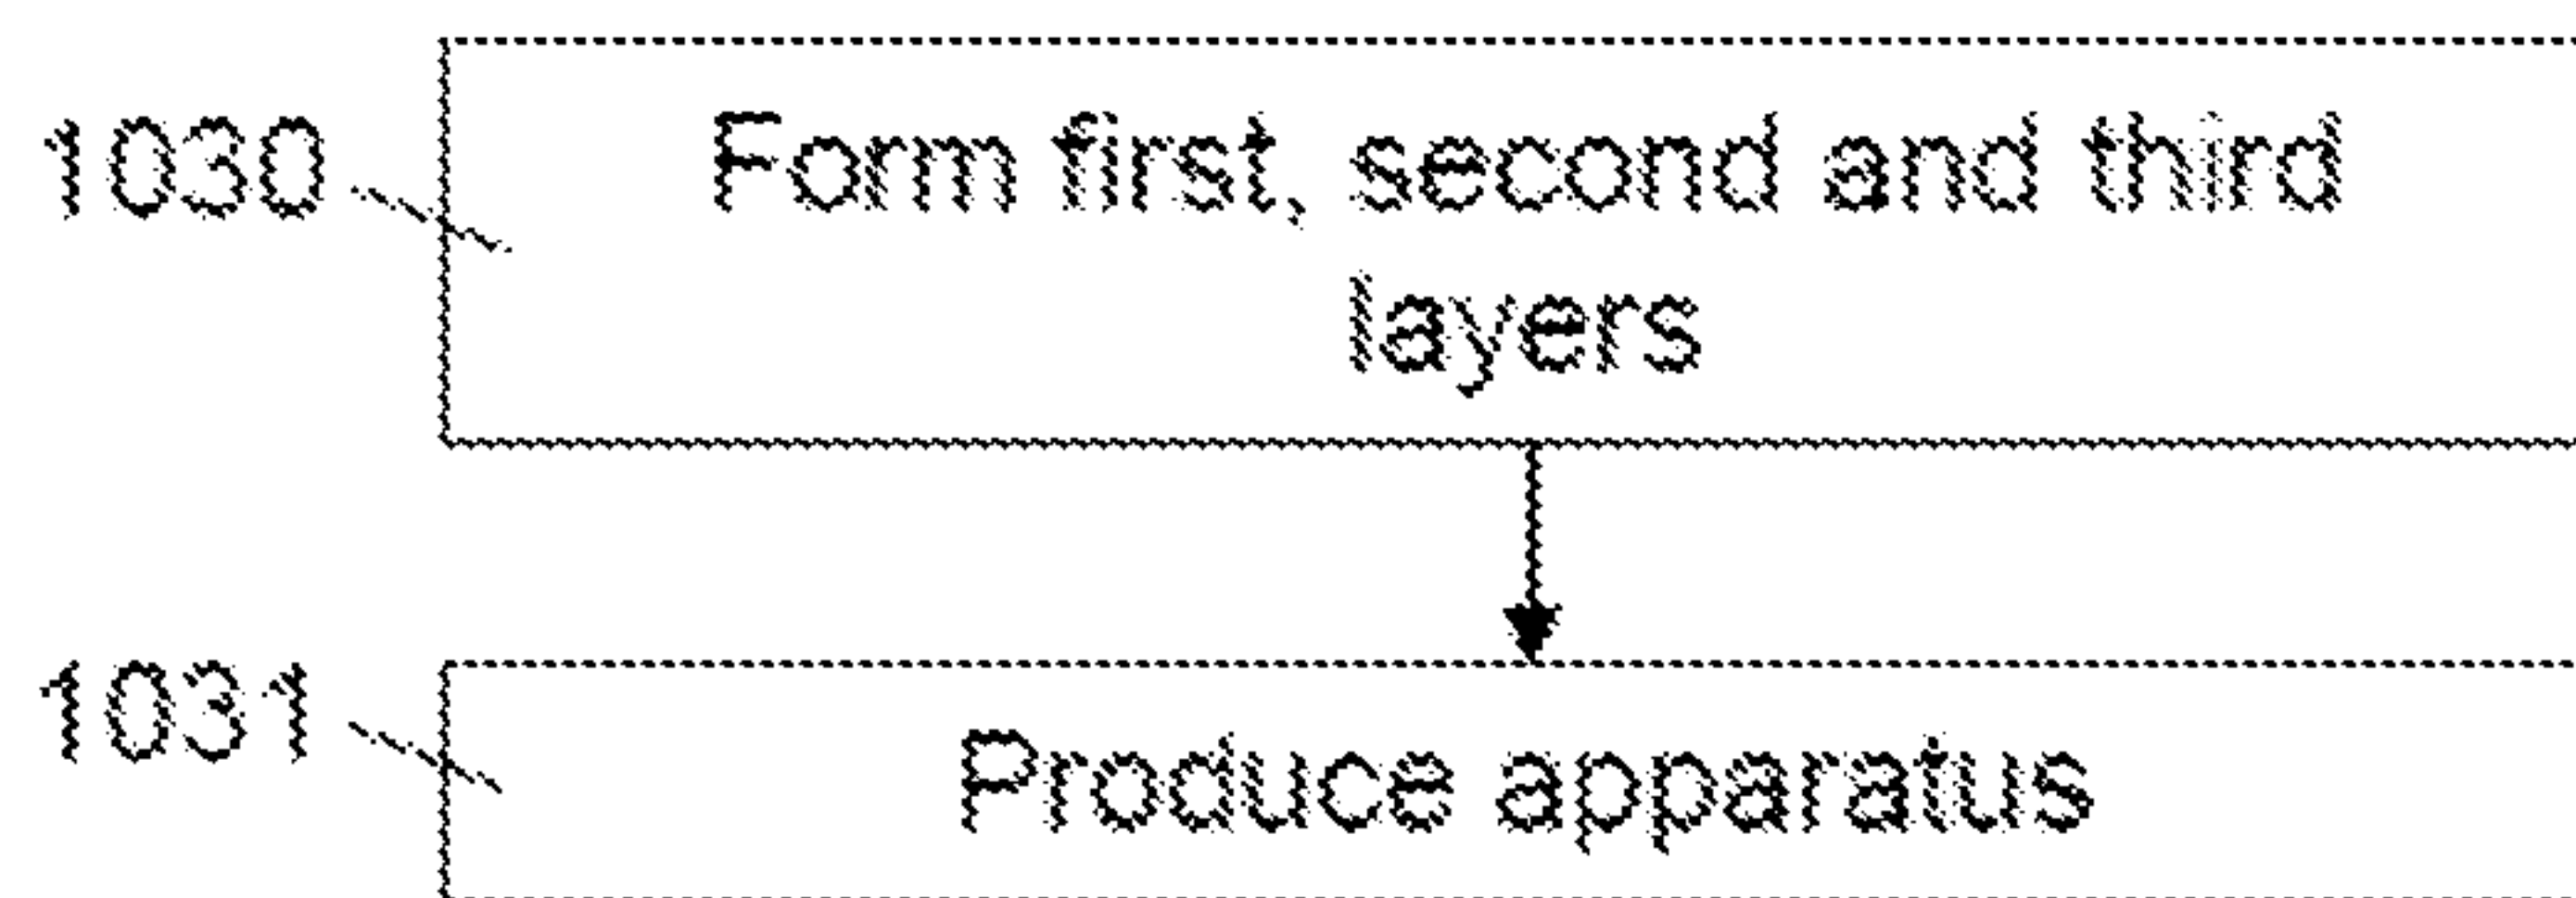 1030
Form first, second and third
layers
1031
Produce apparatus